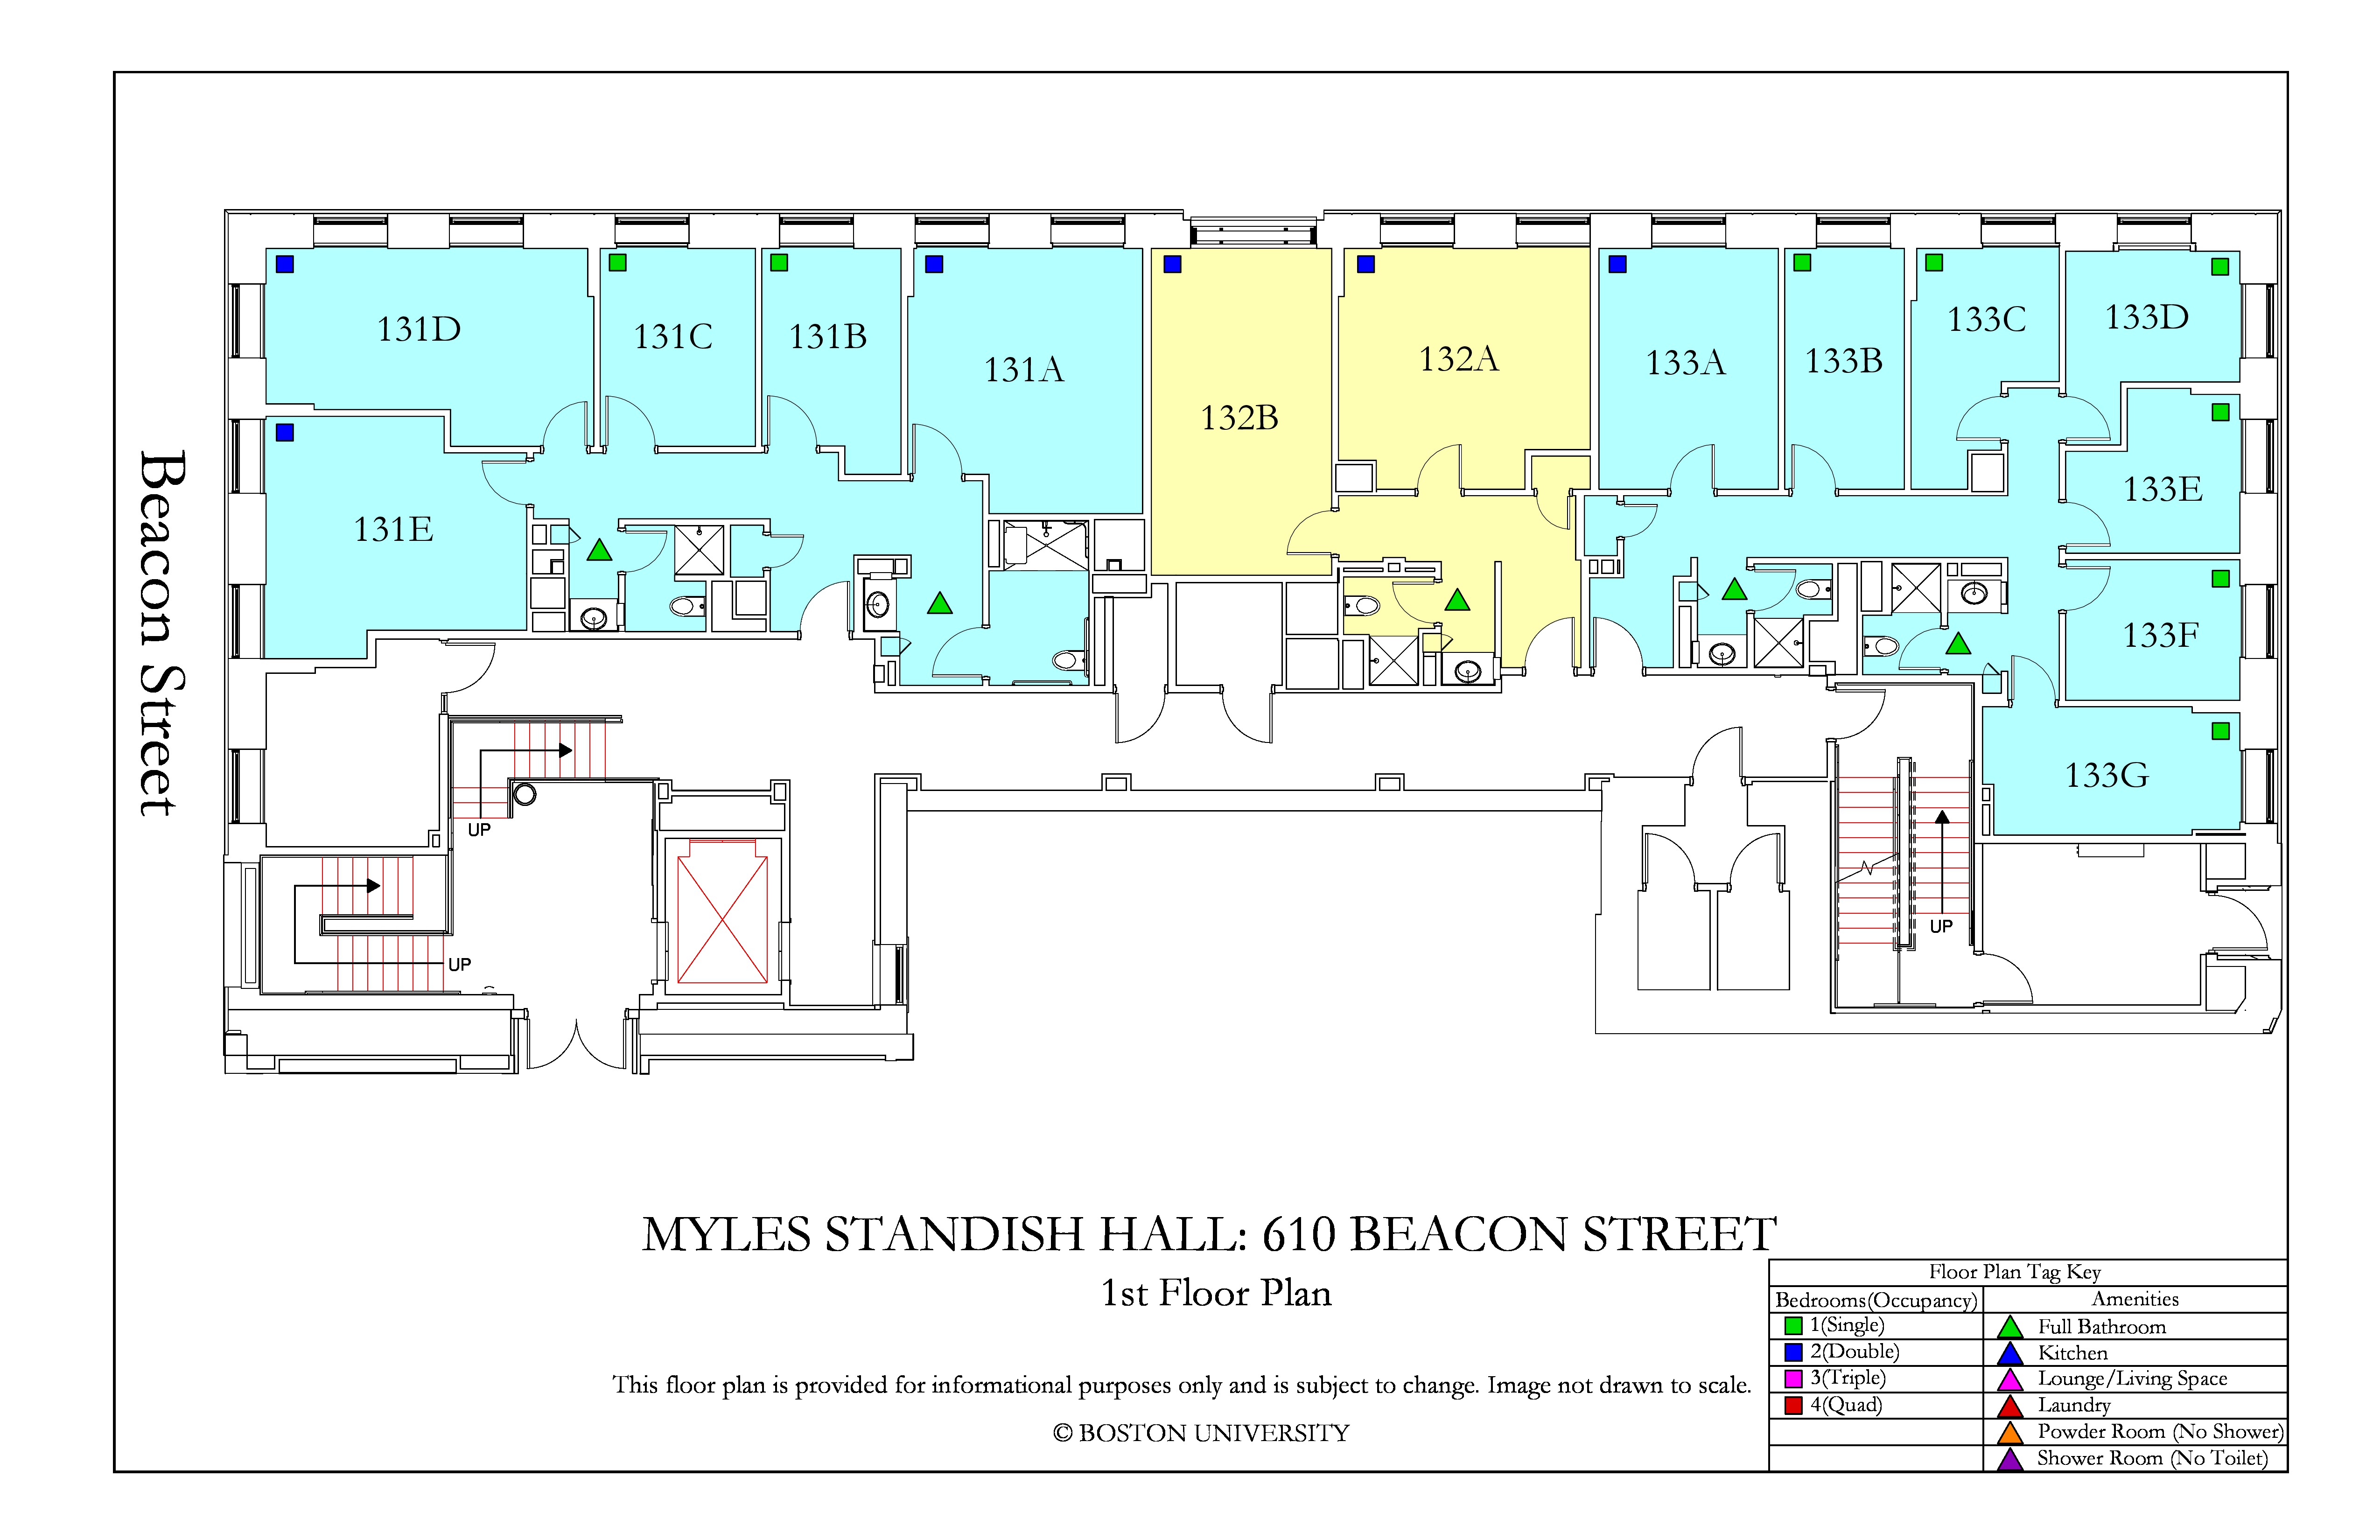 131D
131C
131B
131A
132B
132A
133A
133B
133C
133D
131E
133E
133F
133G
Beacon Street
UP
UP
UP
MYLES STANDISH HALL: 610 BEACON STREET
1st Floor Plan
This floor plan is provided for informational purposes only and is subject to change. Image not drawn to scale.
© BOSTON UNIVERSITY
Floor Plan Tag Key
Bedrooms(Occupancy) Amenities
1(Single) Full Bathroom
2(Double) Kitchen
3(Triple) Lounge/Living Space
4(Quad) Laundry
Powder Room (No Shower)
Shower Room (No Toilet)